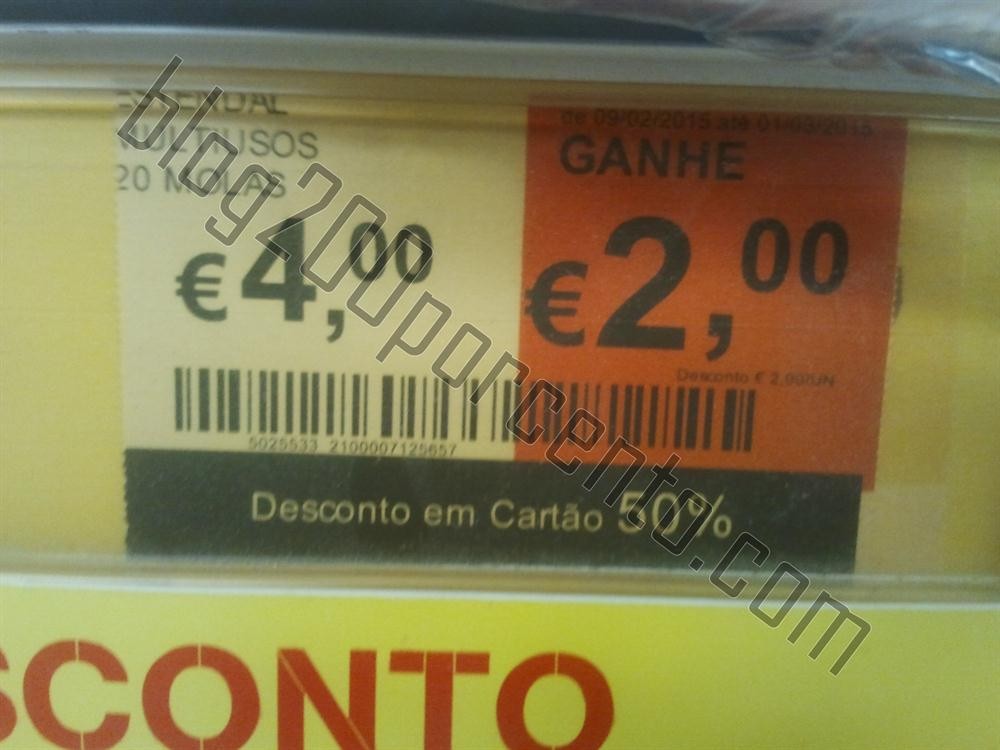 ESTENDAL
MULTIUSOS
20 MOLAS
€4,00
de 09/02/2015 até 01/03/2015
GANHE
€2,00
Desconto € 2,00/UN
5025533 2100007125657
Desconto em Cartão 50%
SCONTO
blog200porcento.com